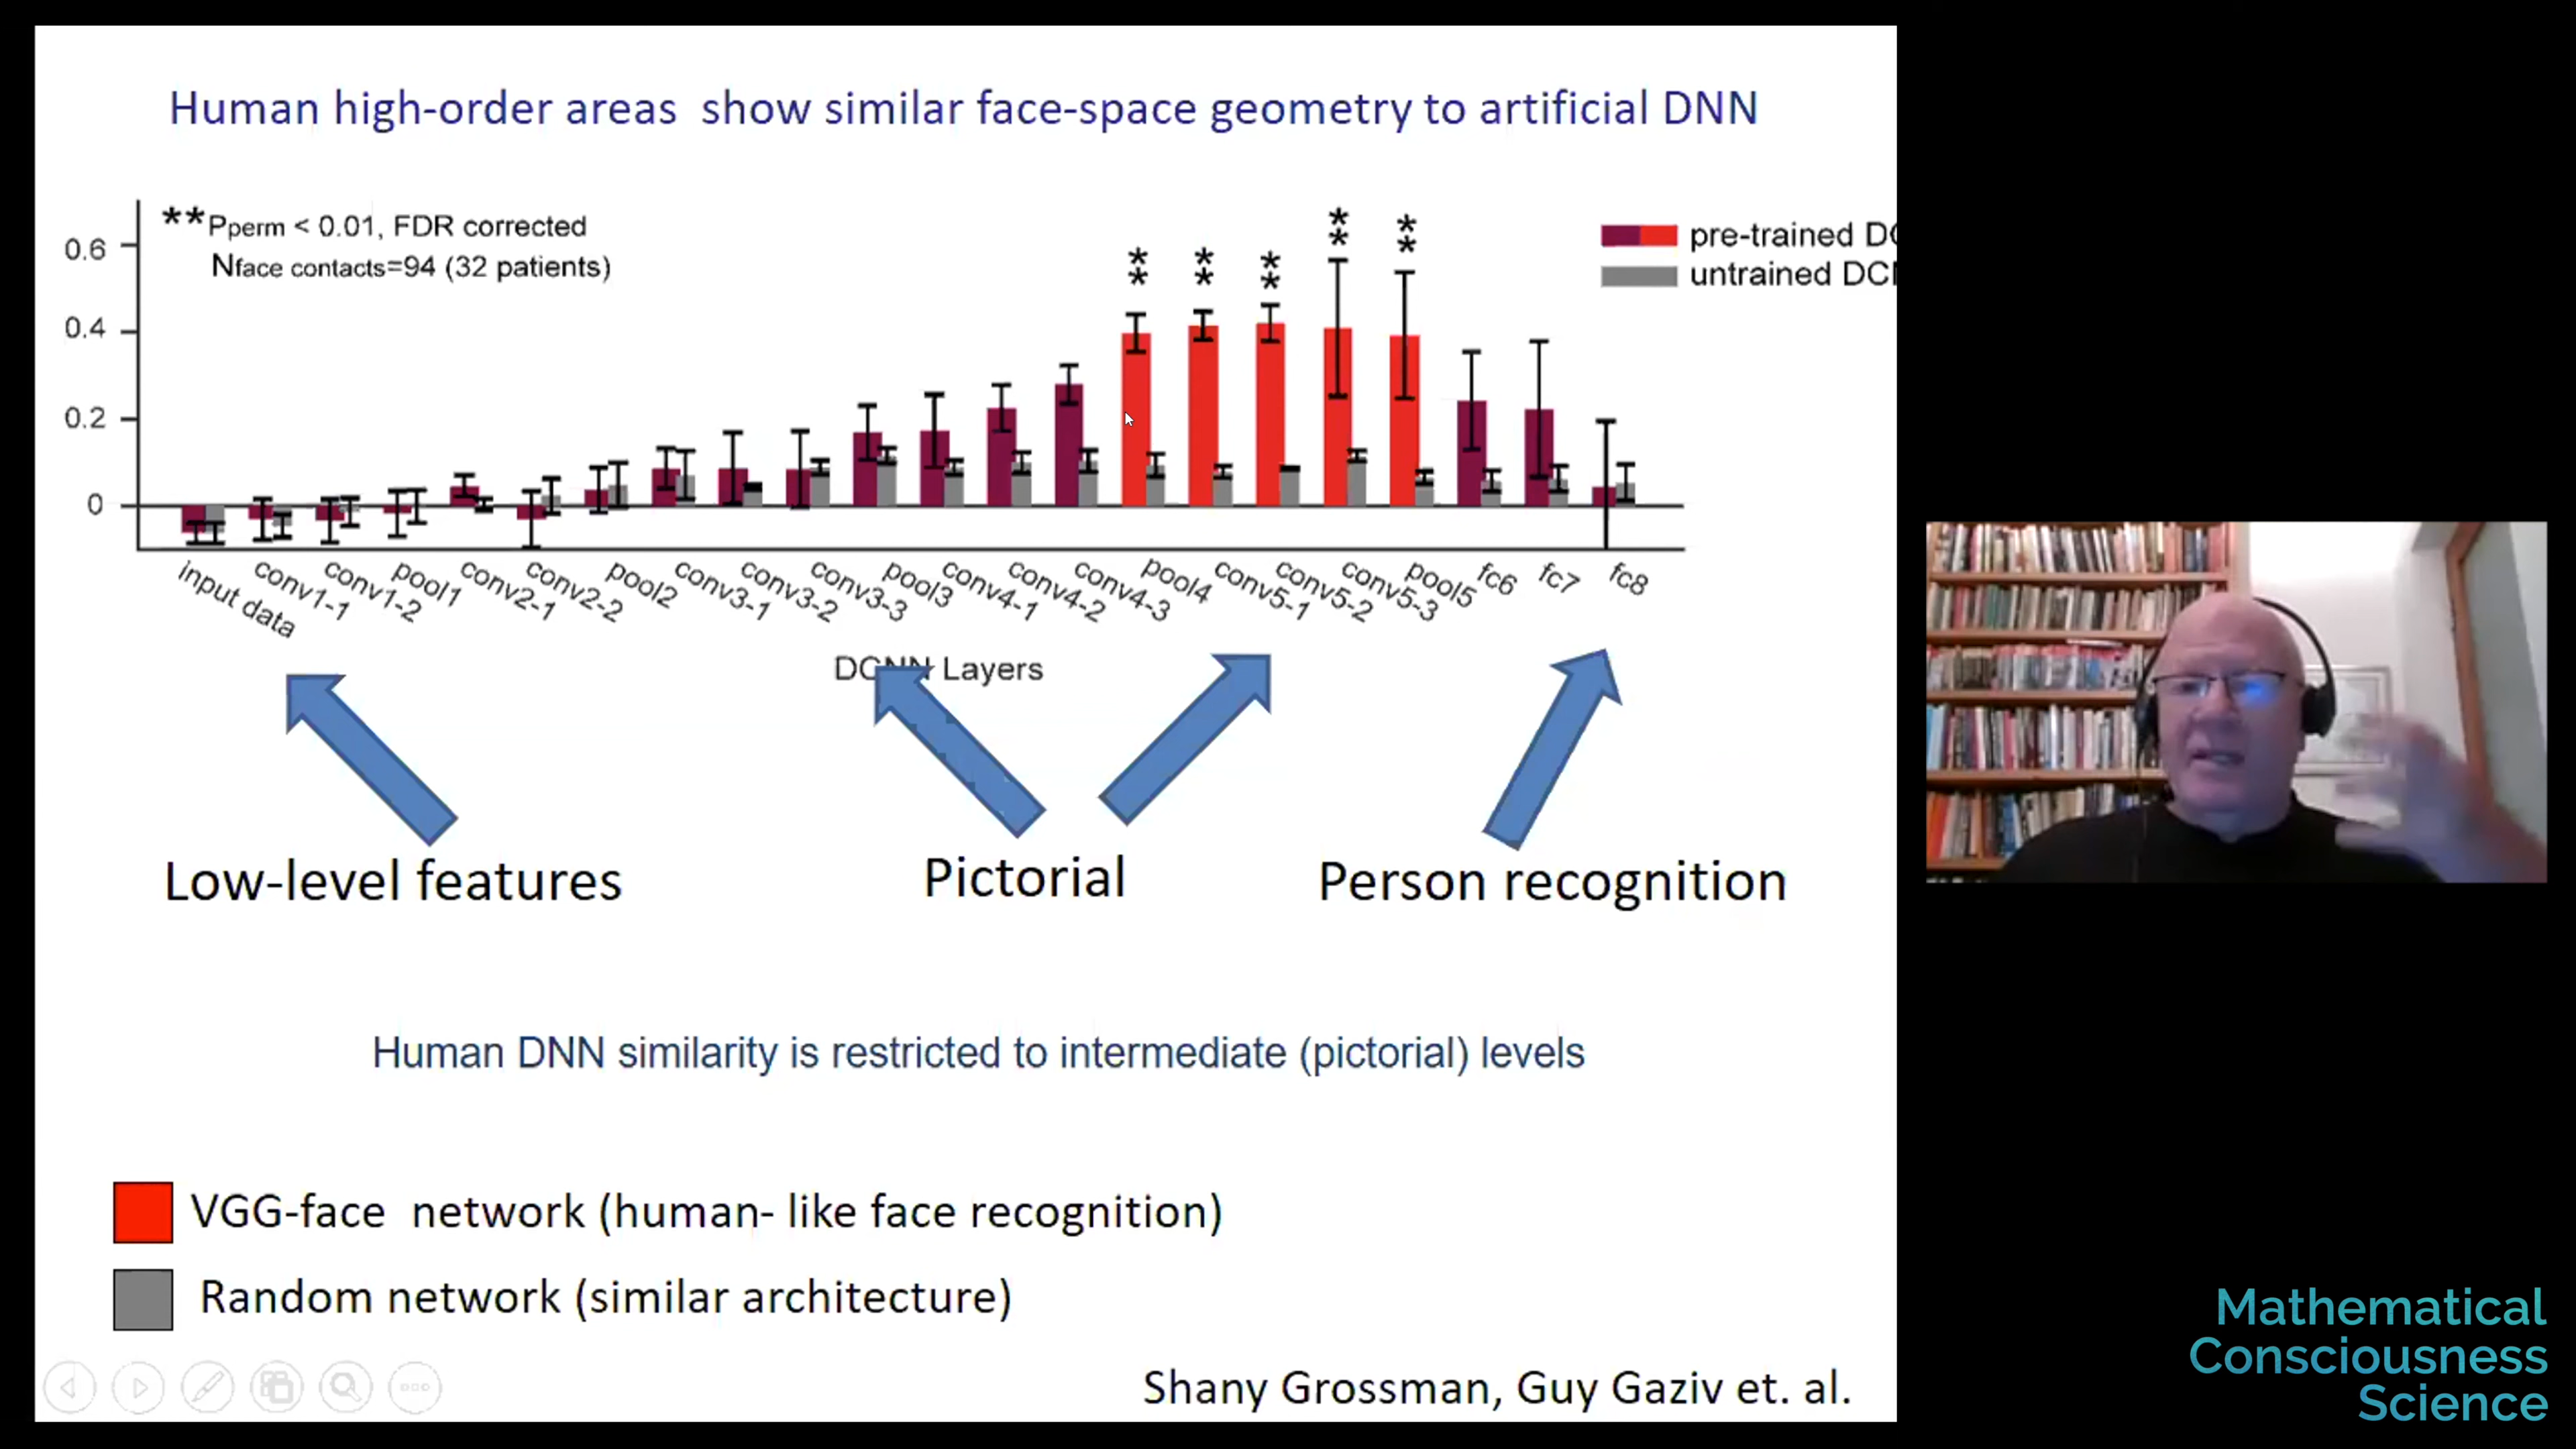 Human high-order areas show similar face-space geometry to artificial DNN
**Pperm < 0.01, FDR corrected
Nface contacts=94 (32 patients)
pre-trained DC
untrained DC
0.6
0.4
0.2
0
**
**
**
**
**
input data
conv1-1
conv1-2
pool1
conv2-1
conv2-2
pool2
conv3-1
conv3-2
conv3-3
pool3
conv4-1
conv4-2
conv4-3
pool4
conv5-1
conv5-2
conv5-3
pool5
fc6
fc7
fc8
DCNN Layers
Low-level features
Pictorial
Person recognition
Human DNN similarity is restricted to intermediate (pictorial) levels
VGG-face network (human- like face recognition)
Random network (similar architecture)
Shany Grossman, Guy Gaziv et. al.
Mathematical
Consciousness
Science